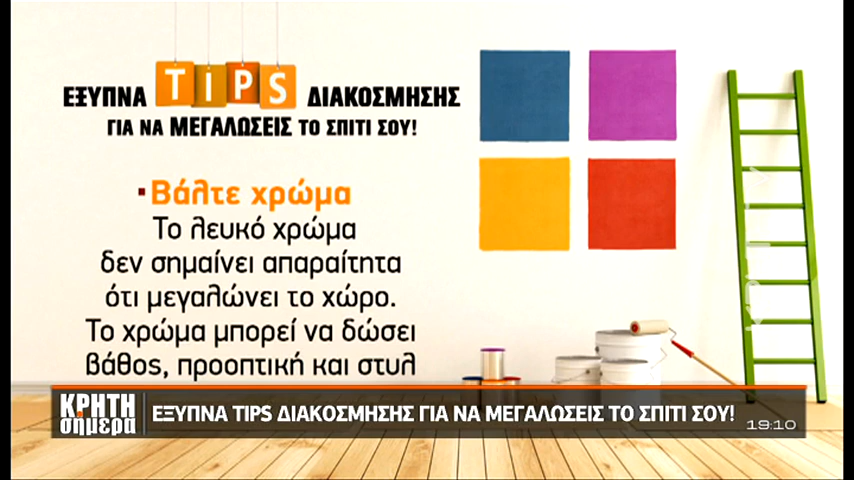 ΕΞΥΠΝΑ TiPS ΔΙΑΚΟΣΜΗΣΗΣ
ΓΙΑ ΝΑ ΜΕΓΑΛΩΣΕΙΣ ΤΟ ΣΠΙΤΙ ΣΟΥ!
▪ Βάλτε χρώμα
Το λευκό χρώμα
δεν σημαίνει απαραίτητα
ότι μεγαλώνει το χώρο.
Το χρώμα μπορεί να δώσει
βάθος, προοπτική και στυλ
ΚΡΗΤΗ
σήμερα
ΕΞΥΠΝΑ TIPS ΔΙΑΚΟΣΜΗΣΗΣ ΓΙΑ ΝΑ ΜΕΓΑΛΩΣΕΙΣ ΤΟ ΣΠΙΤΙ ΣΟΥ!
19:10